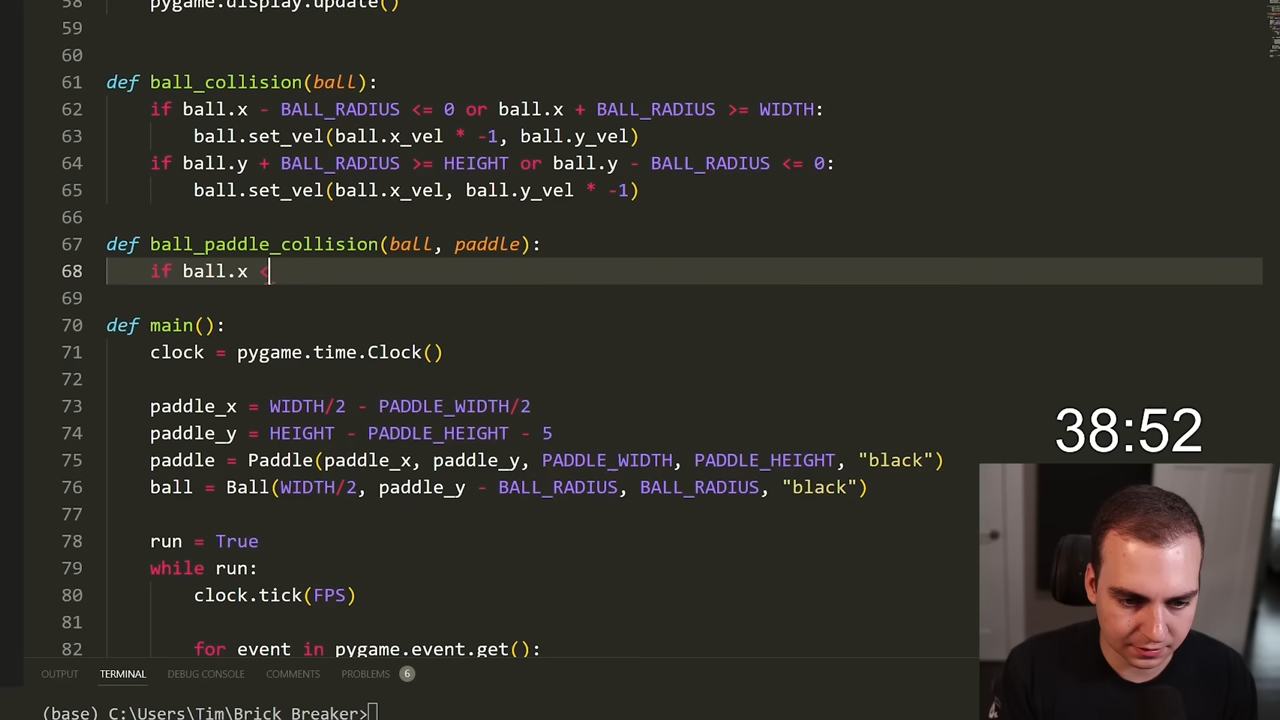 58 pygame.display.update()
59
60
61 def ball_collision(ball):
62 if ball.x - BALL_RADIUS <= 0 or ball.x + BALL_RADIUS >= WIDTH:
63 ball.set_vel(ball.x_vel * -1, ball.y_vel)
64 if ball.y + BALL_RADIUS >= HEIGHT or ball.y - BALL_RADIUS <= 0:
65 ball.set_vel(ball.x_vel, ball.y_vel * -1)
66
67 def ball_paddle_collision(ball, paddle):
68 if ball.x <
69
70 def main():
71 clock = pygame.time.Clock()
72
73 paddle_x = WIDTH/2 - PADDLE_WIDTH/2
74 paddle_y = HEIGHT - PADDLE_HEIGHT - 5
75 paddle = Paddle(paddle_x, paddle_y, PADDLE_WIDTH, PADDLE_HEIGHT, "black")
76 ball = Ball(WIDTH/2, paddle_y - BALL_RADIUS, BALL_RADIUS, "black")
77
78 run = True
79 while run:
80 clock.tick(FPS)
81
82 for event in pygame.event.get():
38:52
OUTPUT TERMINAL DEBUG CONSOLE COMMENTS PROBLEMS 6
(base) C:\Users\Tim\Brick Breaker>